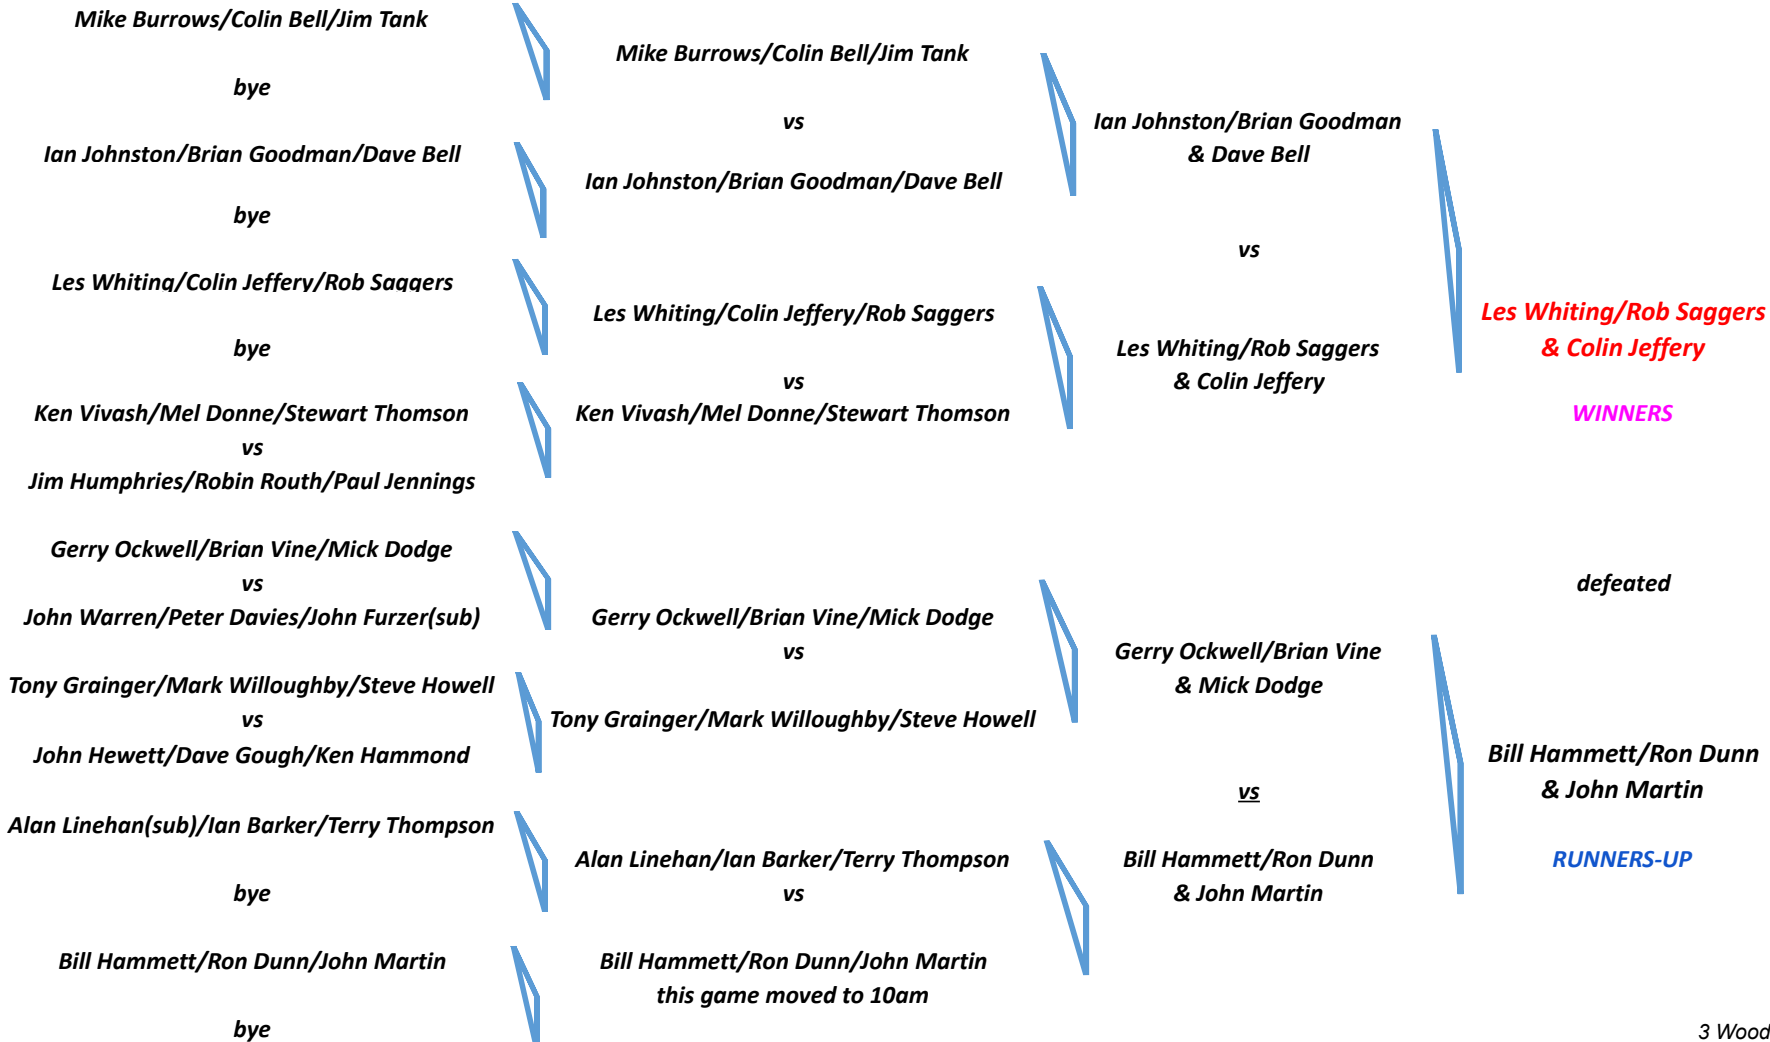 Mike Burrows/Colin Bell/Jim Tank
bye
Ian Johnston/Brian Goodman/Dave Bell
bye
Les Whiting/Colin Jeffery/Rob Saggers
bye
Ken Vivash/Mel Donne/Stewart Thomson
vs
Jim Humphries/Robin Routh/Paul Jennings
Gerry Ockwell/Brian Vine/Mick Dodge
vs
John Warren/Peter Davies/John Furzer(sub)
Tony Grainger/Mark Willoughby/Steve Howell
vs
John Hewett/Dave Gough/Ken Hammond
Alan Linehan(sub)/Ian Barker/Terry Thompson
bye
Bill Hammett/Ron Dunn/John Martin
bye
Mike Burrows/Colin Bell/Jim Tank
vs
Ian Johnston/Brian Goodman/Dave Bell
Les Whiting/Colin Jeffery/Rob Saggers
vs
Ken Vivash/Mel Donne/Stewart Thomson
Gerry Ockwell/Brian Vine/Mick Dodge
vs
Tony Grainger/Mark Willoughby/Steve Howell
Alan Linehan/Ian Barker/Terry Thompson
vs
Bill Hammett/Ron Dunn/John Martin
this game moved to 10am
Ian Johnston/Brian Goodman
& Dave Bell
vs
Les Whiting/Rob Saggers
& Colin Jeffery
Gerry Ockwell/Brian Vine
& Mick Dodge
vs
Bill Hammett/Ron Dunn
& John Martin
Les Whiting/Rob Saggers
& Colin Jeffery
WINNERS
defeated
Bill Hammett/Ron Dunn
& John Martin
RUNNERS-UP
3 Wood